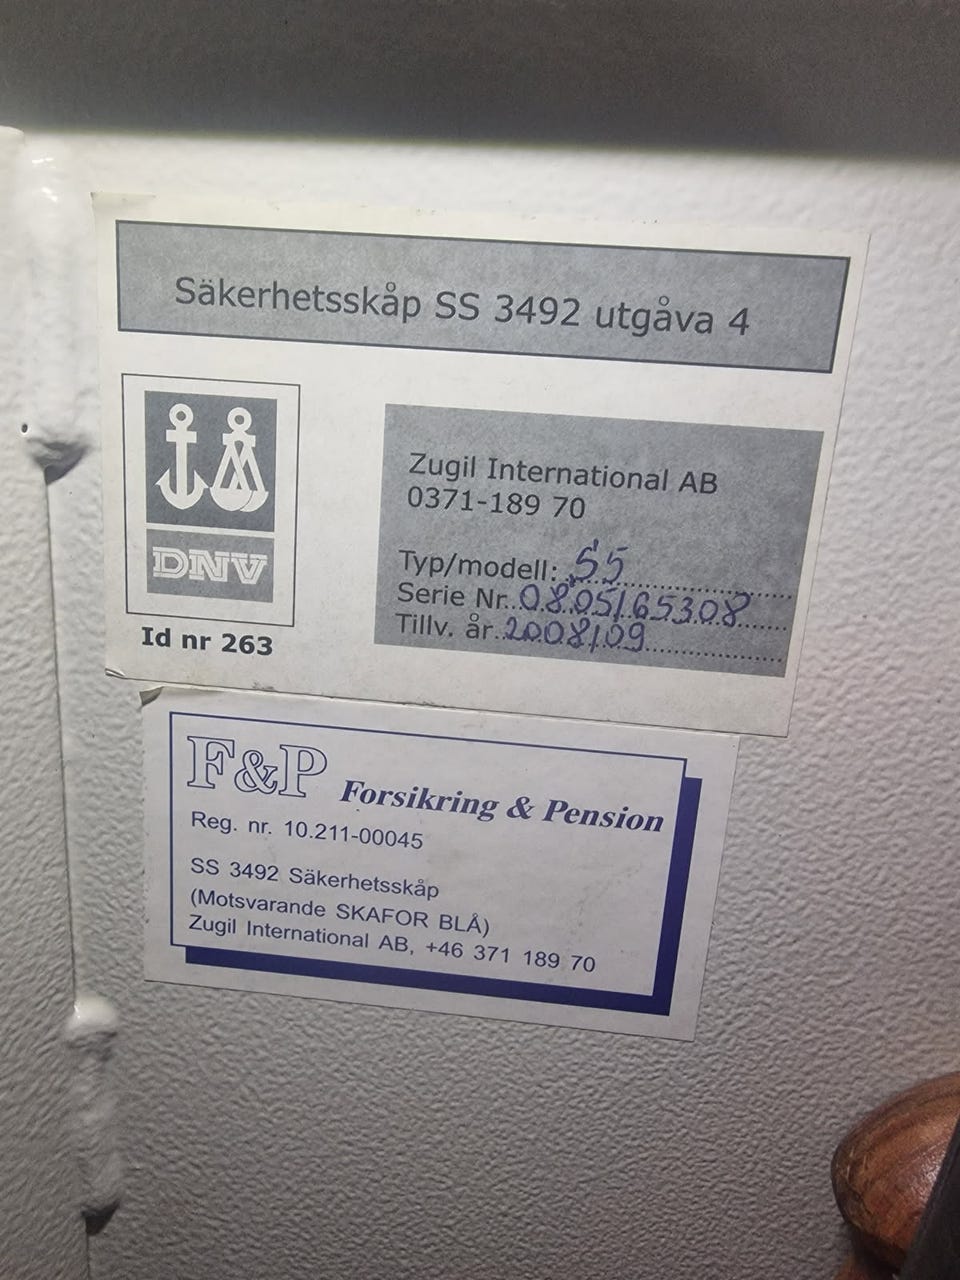 Säkerhetsskåp SS 3492 utgåva 4
DNV
Id nr 263
Zugil International AB
0371-189 70
Typ/modell: S5
Serie Nr. 0805165308
Tillv. år. 2008/09
F&P Forsikring & Pension
Reg. nr. 10.211-00045
SS 3492 Säkerhetsskåp
(Motsvarande SKAFOR BLÅ)
Zugil International AB, +46 371 189 70